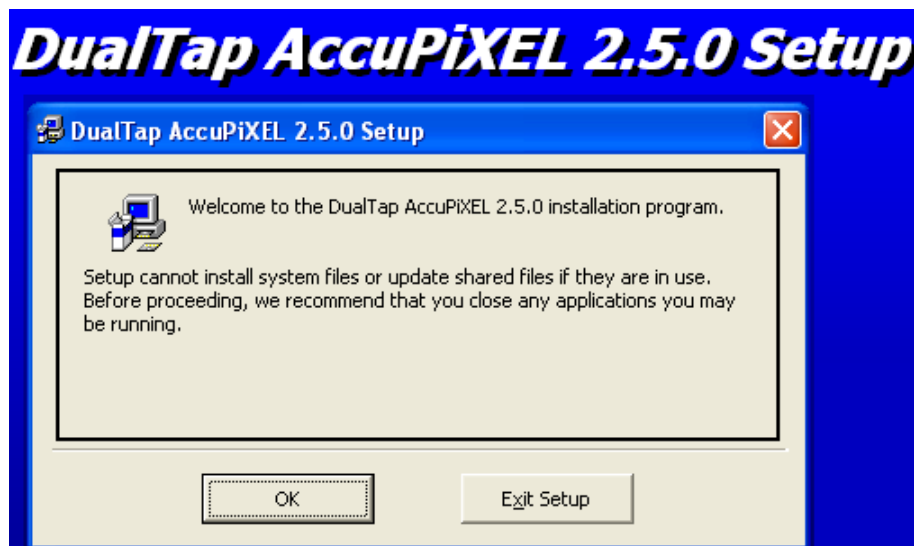 DualTap AccuPiXEL 2.5.0 Setup
DualTap AccuPiXEL 2.5.0 Setup
Welcome to the DualTap AccuPiXEL 2.5.0 installation program.
Setup cannot install system files or update shared files if they are in use.
Before proceeding, we recommend that you close any applications you may
be running.
OK
Exit Setup